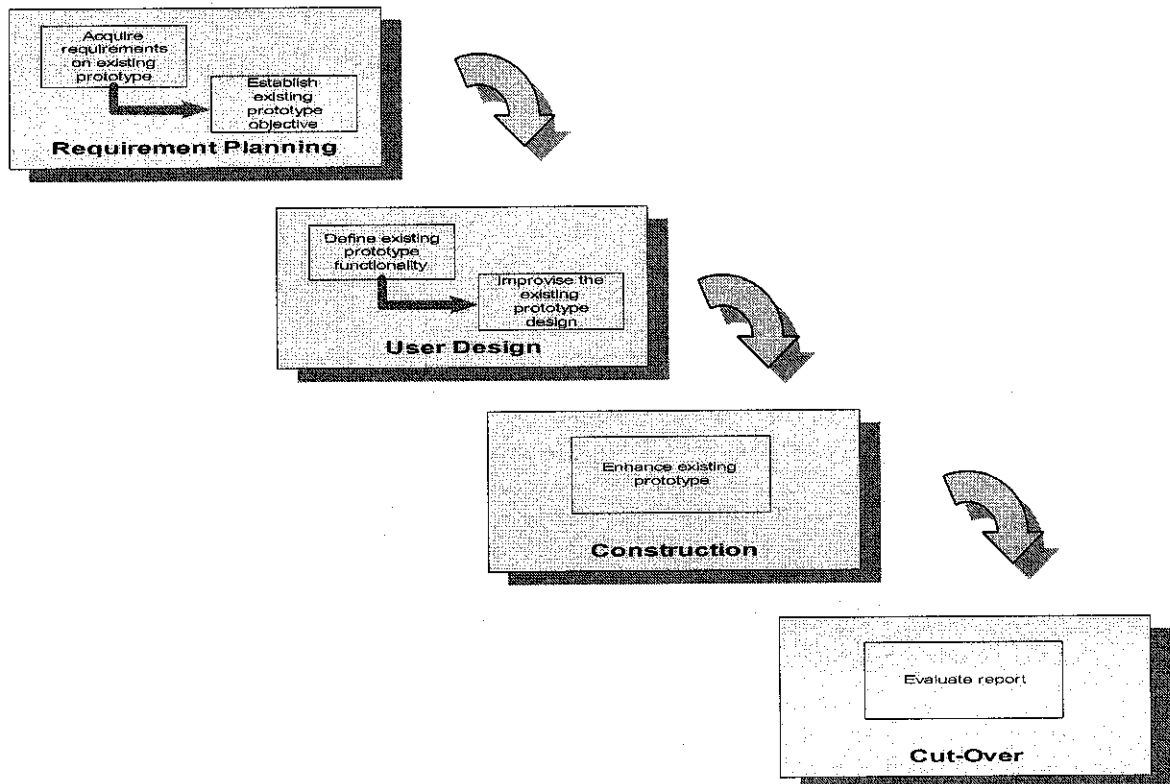 Acquire
requirements
on existing
prototype
Establish
existing
prototype
objective
Requirement Planning
Define existing
prototype
functionality
Improvise the
existing
prototype
design
User Design
Enhance existing
prototype
Construction
Evaluate report
Cut-Over